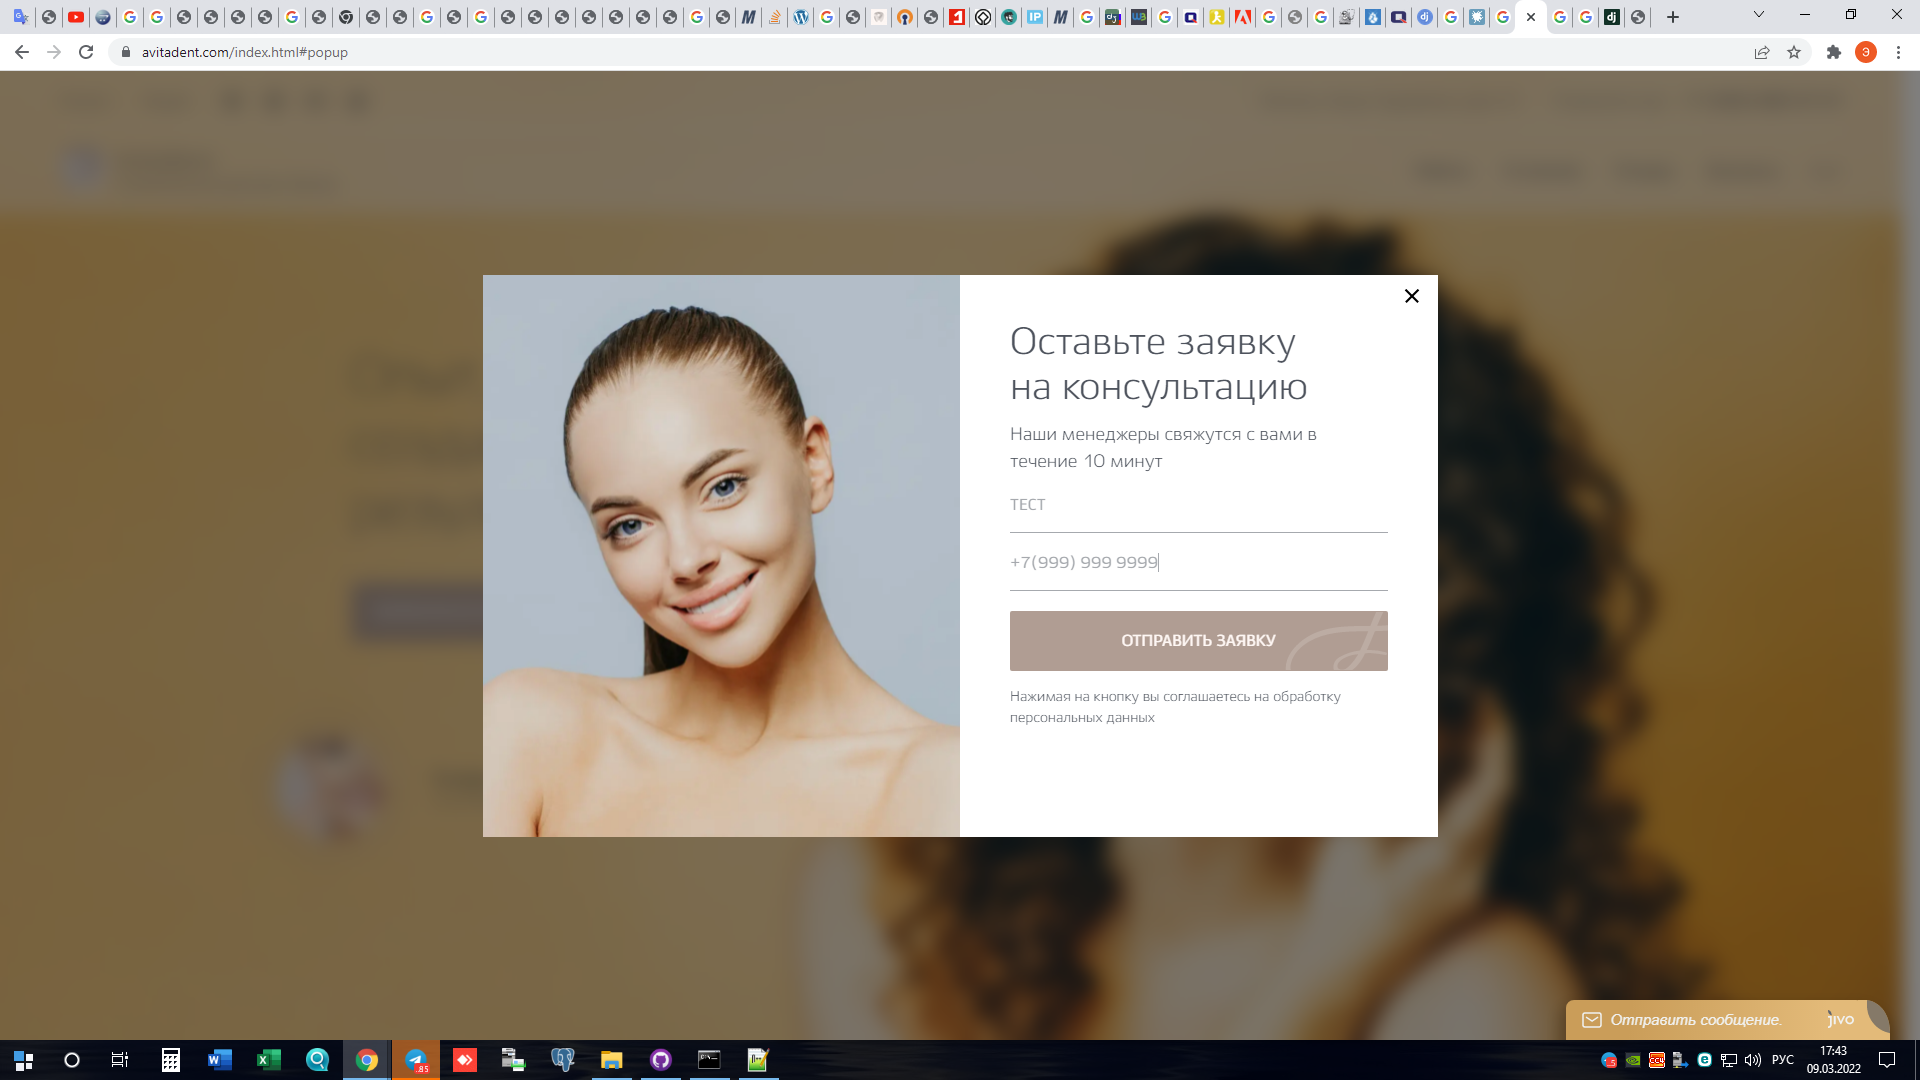 avitadent.com/index.html#popup
Э
Оставьте заявку
на консультацию
Наши менеджеры свяжутся с вами в
течение 10 минут
ТЕСТ
+7(999) 999 9999
ОТПРАВИТЬ ЗАЯВКУ
Нажимая на кнопку вы соглашаетесь на обработку
персональных данных
Отправить сообщение.
jivo
РУС
17:43
09.03.2022